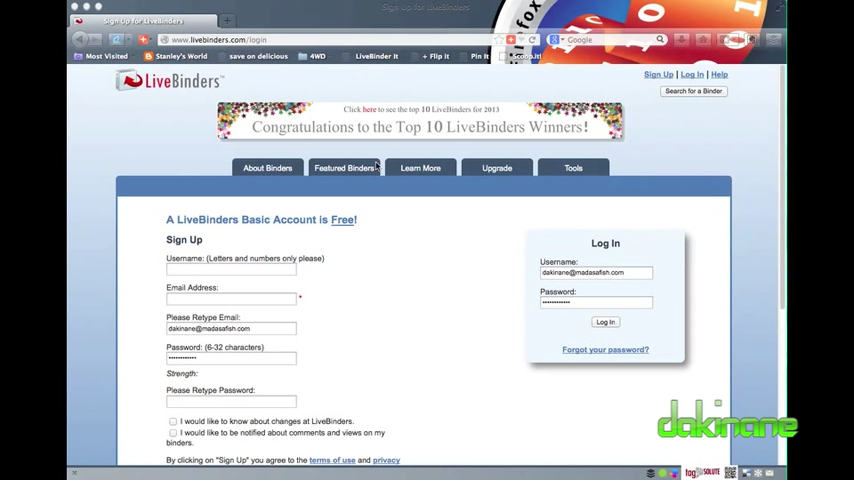 Sign Up for LiveBinders
Sign Up for LiveBinders
www.livebinders.com/login
Google
Most Visited
Stanley's World
save on delicious
4WD
LiveBinder It
+ Flip it
Pin It
Scoop.it!
LiveBinders™
Sign Up | Log In | Help
Search for a Binder
Click here to see the top 10 LiveBinders for 2013
Congratulations to the Top 10 LiveBinders Winners!
About Binders
Featured Binders
Learn More
Upgrade
Tools
A LiveBinders Basic Account is Free!
Sign Up
Username: (Letters and numbers only please)
Email Address:
*
Please Retype Email:
dakinane@madasafish.com
Password: (6-32 characters)
Strength:
Please Retype Password:
I would like to know about changes at LiveBinders.
I would like to be notified about comments and views on my
binders.
By clicking on "Sign Up" you agree to the terms of use and privacy
Log In
Username:
dakinane@madasafish.com
Password:
Log In
Forgot your password?
dakinane